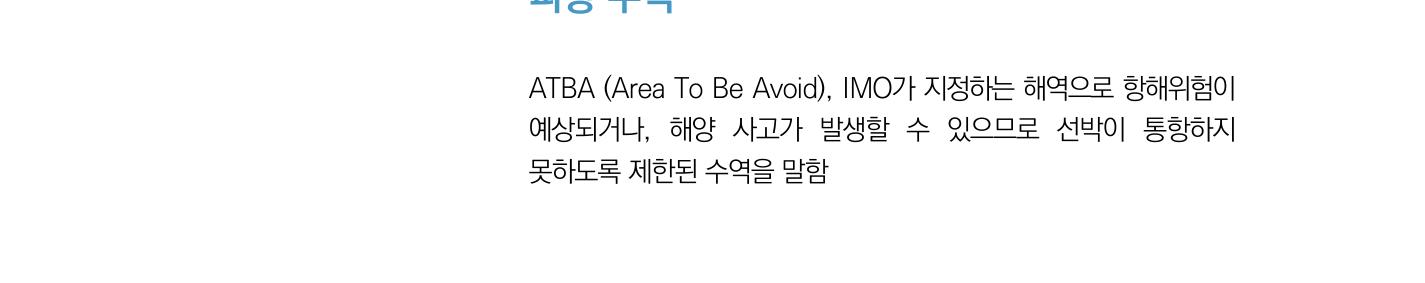 ATBA (Area To Be Avoid), IMO가 지정하는 해역으로 항해위험이
예상되거나, 해양 사고가 발생할 수 있으므로 선박이 통항하지
못하도록 제한된 수역을 말함